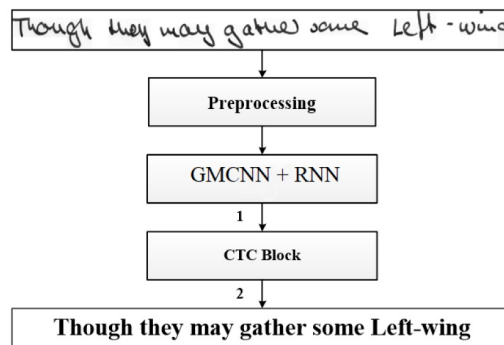 Though they may gather some Left-wing
Preprocessing
GMCNN + RNN
1
CTC Block
2
Though they may gather some Left-wing